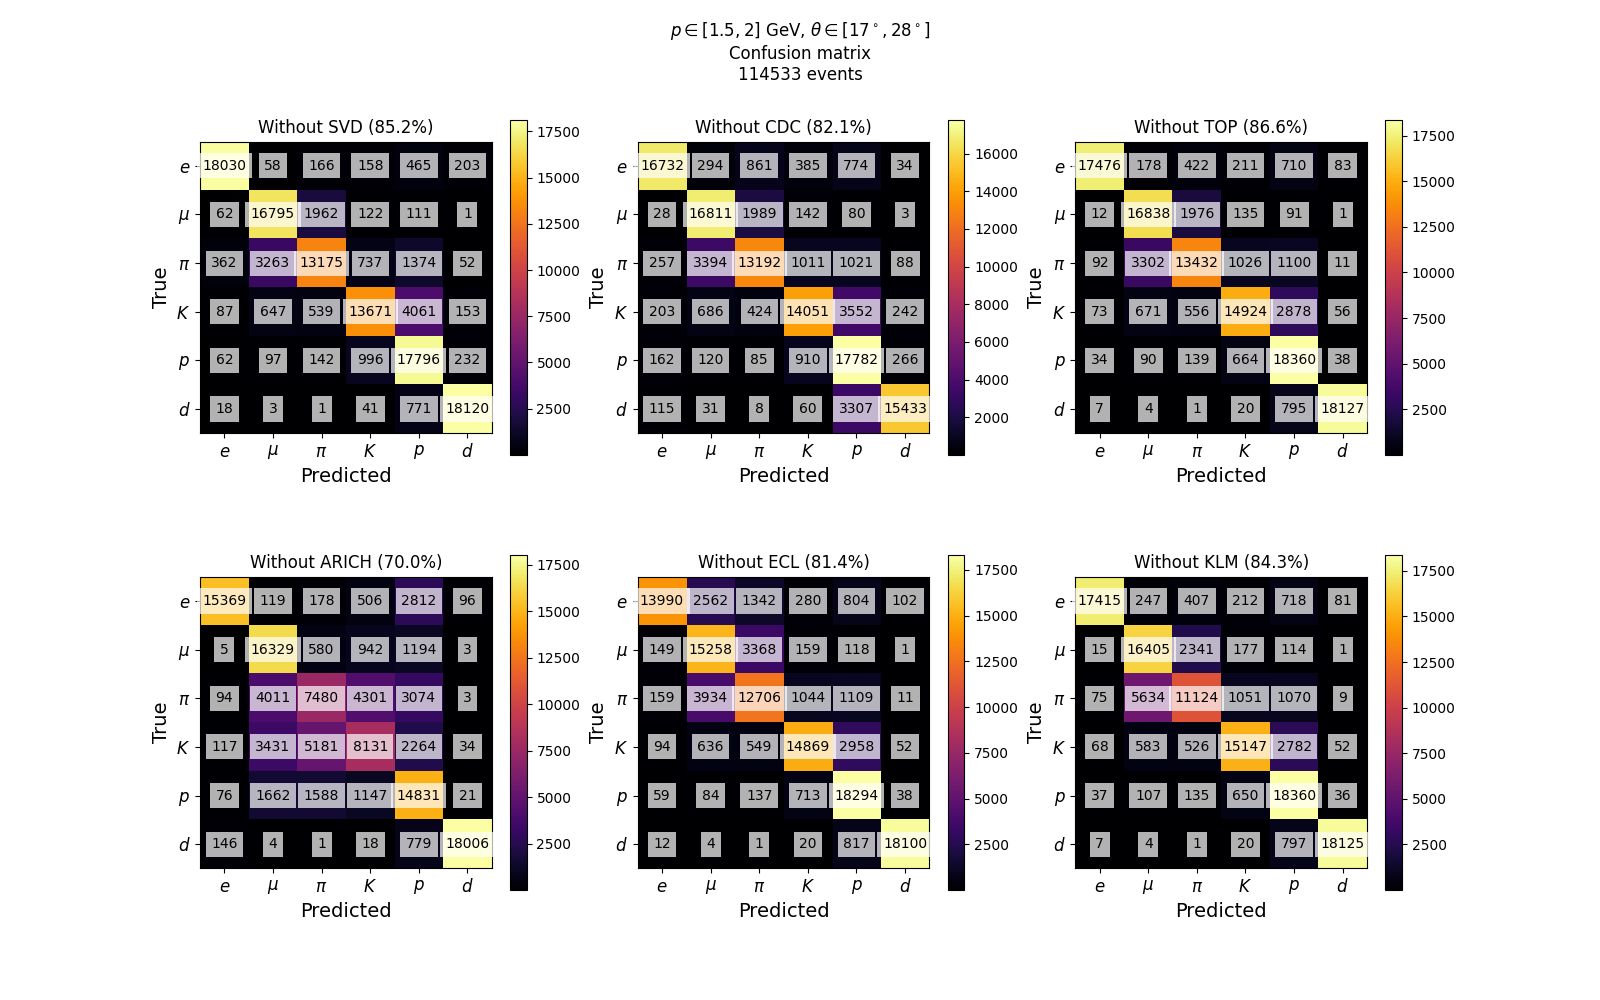 p ∈ [1.5, 2] GeV, θ ∈ [17°, 28°]
Confusion matrix
114533 events
Without SVD (85.2%)
True
e 18030 58 166 158 465 203
μ 62 16795 1962 122 111 1
π 362 3263 13175 737 1374 52
K 87 647 539 13671 4061 153
p 62 97 142 996 17796 232
d 18 3 1 41 771 18120
e μ π K p d
Predicted
17500
15000
12500
10000
7500
5000
2500
Without CDC (82.1%)
True
e 16732 294 861 385 774 34
μ 28 16811 1989 142 80 3
π 257 3394 13192 1011 1021 88
K 203 686 424 14051 3552 242
p 162 120 85 910 17782 266
d 115 31 8 60 3307 15433
e μ π K p d
Predicted
16000
14000
12000
10000
8000
6000
4000
2000
Without TOP (86.6%)
True
e 17476 178 422 211 710 83
μ 12 16838 1976 135 91 1
π 92 3302 13432 1026 1100 11
K 73 671 556 14924 2878 56
p 34 90 139 664 18360 38
d 7 4 1 20 795 18127
e μ π K p d
Predicted
17500
15000
12500
10000
7500
5000
2500
Without ARICH (70.0%)
True
e 15369 119 178 506 2812 96
μ 5 16329 580 942 1194 3
π 94 4011 7480 4301 3074 3
K 117 3431 5181 8131 2264 34
p 76 1662 1588 1147 14831 21
d 146 4 1 18 779 18006
e μ π K p d
Predicted
17500
15000
12500
10000
7500
5000
2500
Without ECL (81.4%)
True
e 13990 2562 1342 280 804 102
μ 149 15258 3368 159 118 1
π 159 3934 12706 1044 1109 11
K 94 636 549 14869 2958 52
p 59 84 137 713 18294 38
d 12 4 1 20 817 18100
e μ π K p d
Predicted
17500
15000
12500
10000
7500
5000
2500
Without KLM (84.3%)
True
e 17415 247 407 212 718 81
μ 15 16405 2341 177 114 1
π 75 5634 11124 1051 1070 9
K 68 583 526 15147 2782 52
p 37 107 135 650 18360 36
d 7 4 1 20 797 18125
e μ π K p d
Predicted
17500
15000
12500
10000
7500
5000
2500